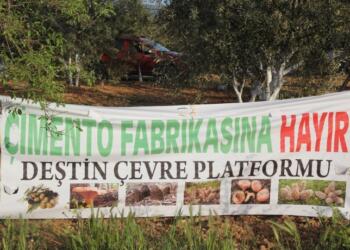 ÇİMENTO FABRİKASINA HAYIR
DEŞTİN ÇEVRE PLATFORMU